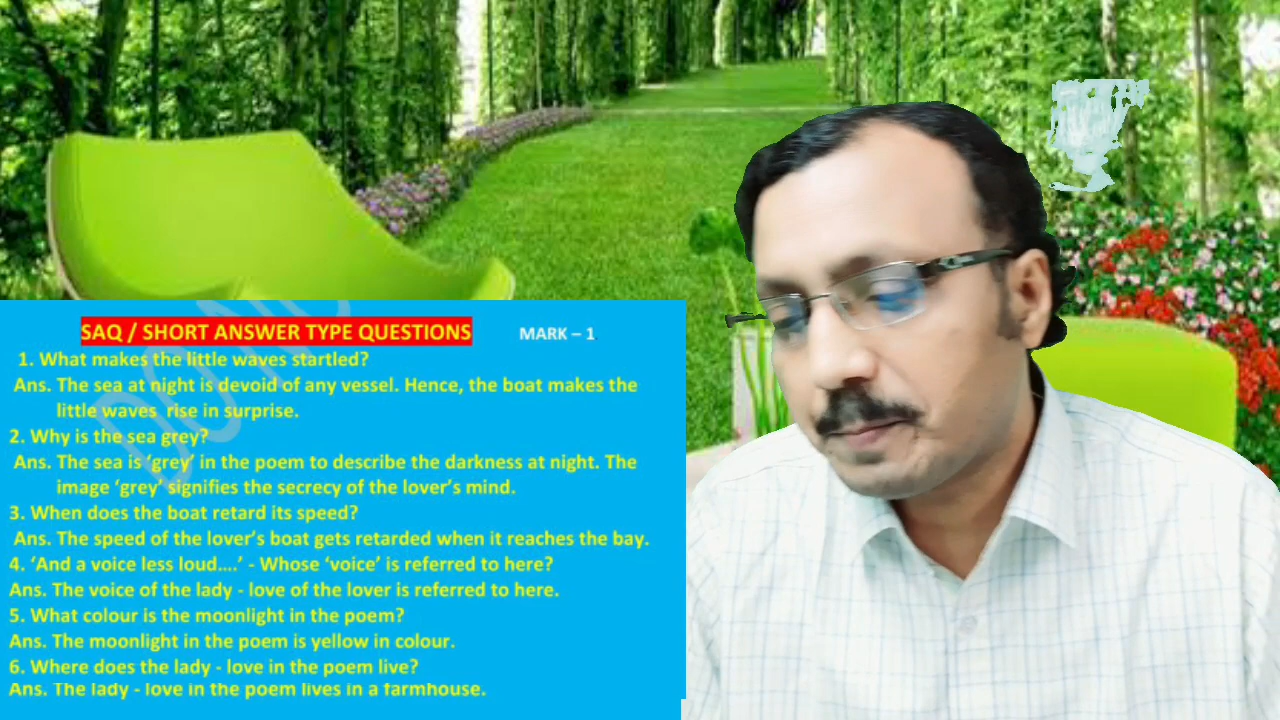 SAQ / SHORT ANSWER TYPE QUESTIONS MARK – 1.
1. What makes the little waves startled?
Ans. The sea at night is devoid of any vessel. Hence, the boat makes the
little waves rise in surprise.
2. Why is the sea grey?
Ans. The sea is ‘grey’ in the poem to describe the darkness at night. The
image ‘grey’ signifies the secrecy of the lover’s mind.
3. When does the boat retard its speed?
Ans. The speed of the lover’s boat gets retarded when it reaches the bay.
4. ‘And a voice less loud....’ - Whose ‘voice’ is referred to here?
Ans. The voice of the lady - love of the lover is referred to here.
5. What colour is the moonlight in the poem?
Ans. The moonlight in the poem is yellow in colour.
6. Where does the lady - love in the poem live?
Ans. The lady - love in the poem lives in a farmhouse.